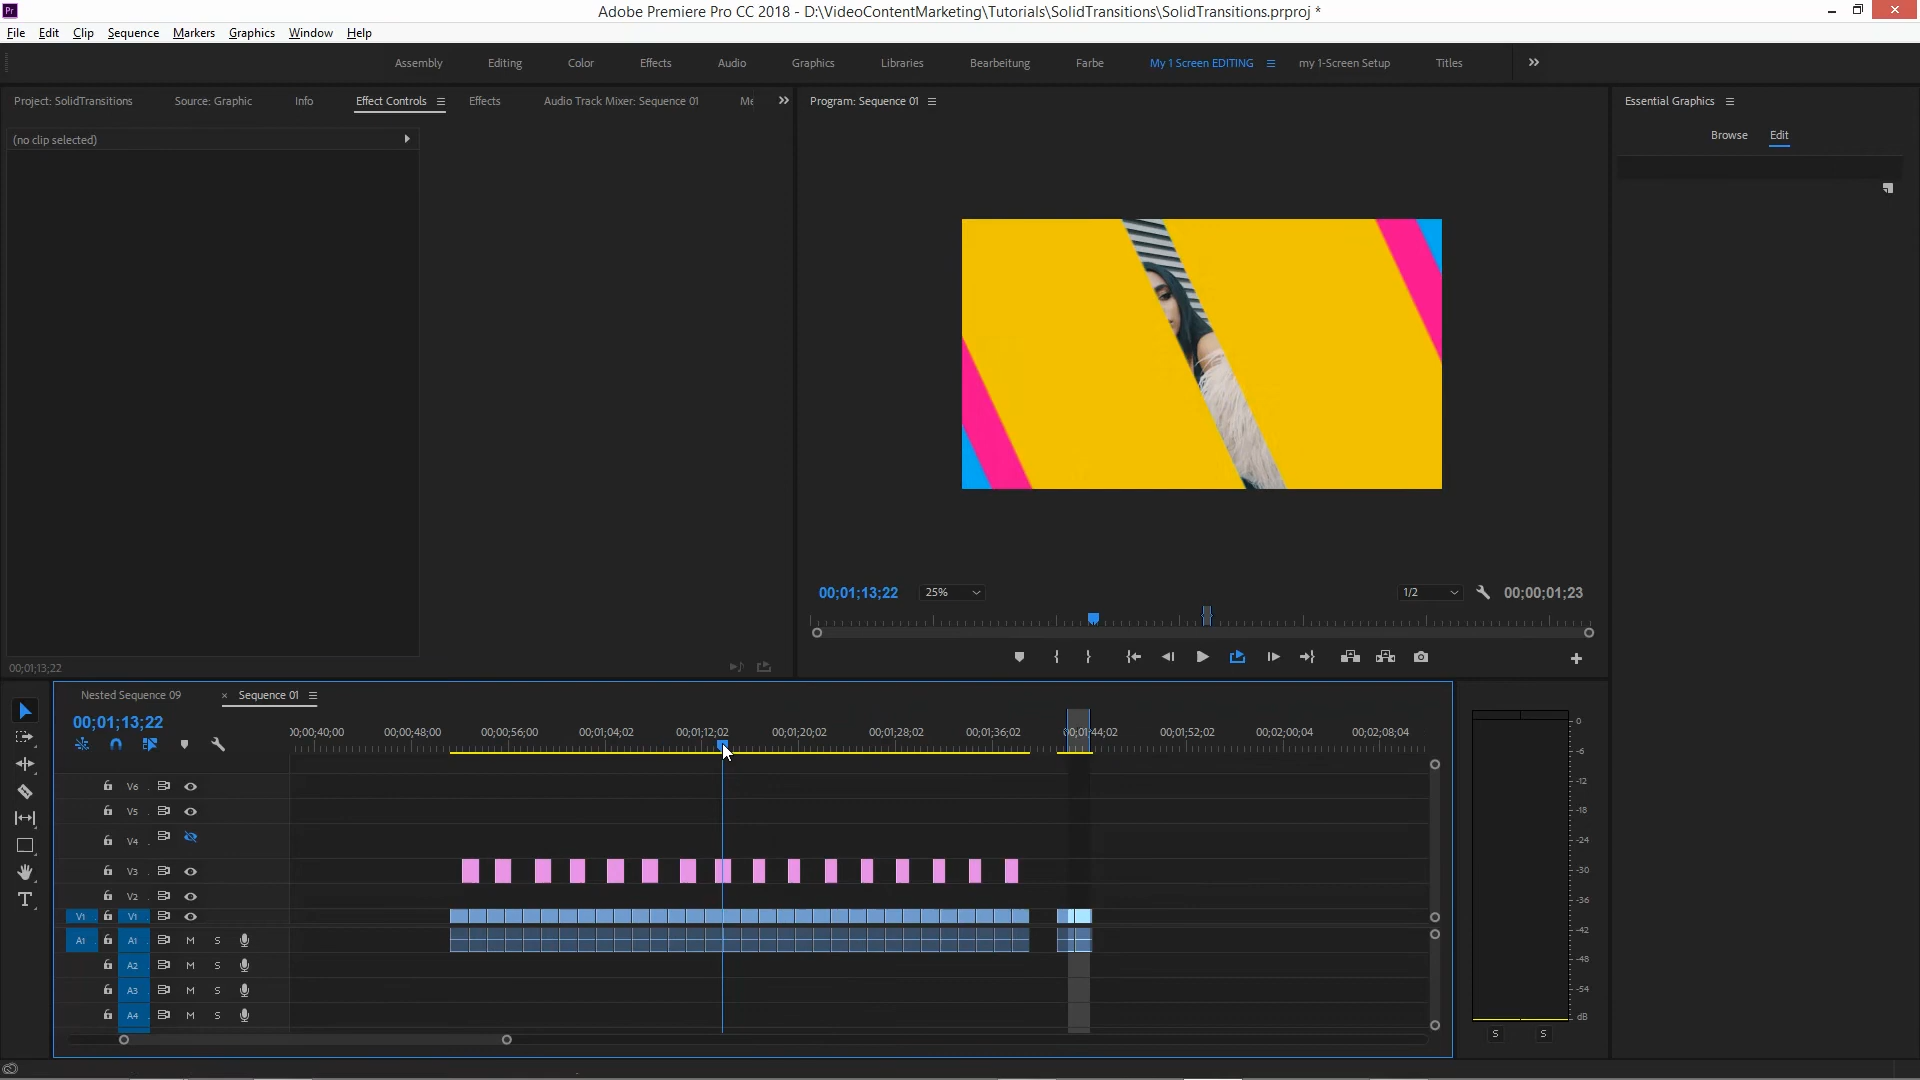 Pr
Adobe Premiere Pro CC 2018 - D:\VideoContentMarketing\Tutorials\SolidTransitions\SolidTransitions.prproj *
File Edit Clip Sequence Markers Graphics Window Help
Assembly Editing Color Effects Audio Graphics Libraries Bearbeitung Farbe My 1 Screen EDITING my 1-Screen Setup Titles
Project: SolidTransitions Source: Graphic Info Effect Controls Effects Audio Track Mixer: Sequence 01 Me
Program: Sequence 01
Essential Graphics
Browse Edit
(no clip selected)
00;01;13;22 25% 1/2 00;00;01;23
00;01;13;22
Nested Sequence 09 × Sequence 01
00;01;13;22
00;00;40;00 00;00;48;00 00;00;56;00 00;01;04;02 00;01;12;02 00;01;20;02 00;01;28;02 00;01;36;02 00;01;44;02 00;01;52;02 00;02;00;04 00;02;08;04
V6
V5
V4
V3
V2
V1 V1
A1 A1 M S
A2 M S
A3 M S
A4 M S
0
-6
-12
-18
-24
-30
-36
-42
-48
-54
dB
S S